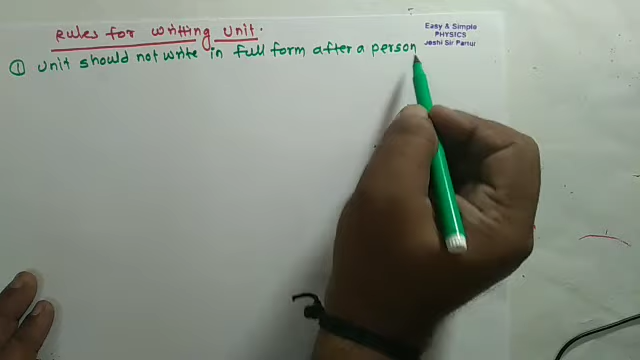 Rules for writting unit.
Easy & Simple
PHYSICS
Joshi Sir Panur
① Unit should not write in full form after a person